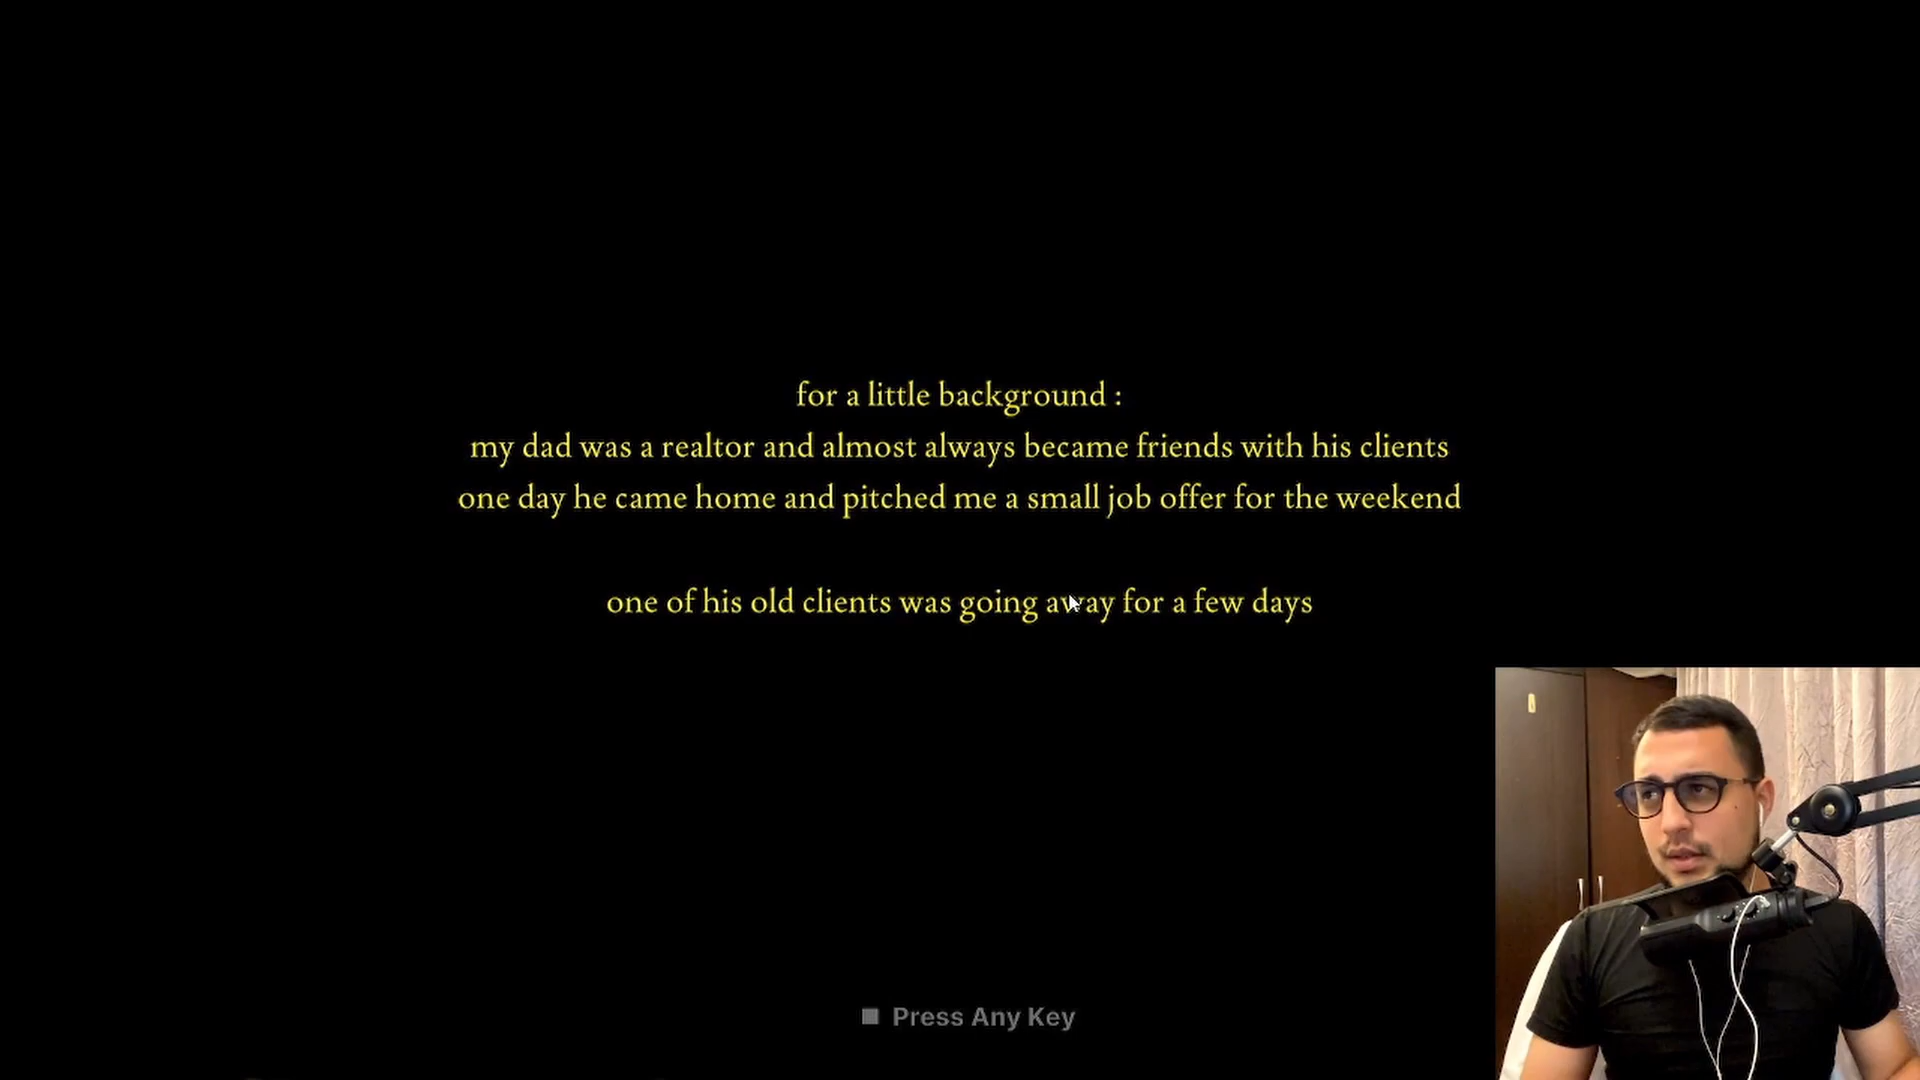 for a little background :
my dad was a realtor and almost always became friends with his clients
one day he came home and pitched me a small job offer for the weekend
one of his old clients was going away for a few days
Press Any Key